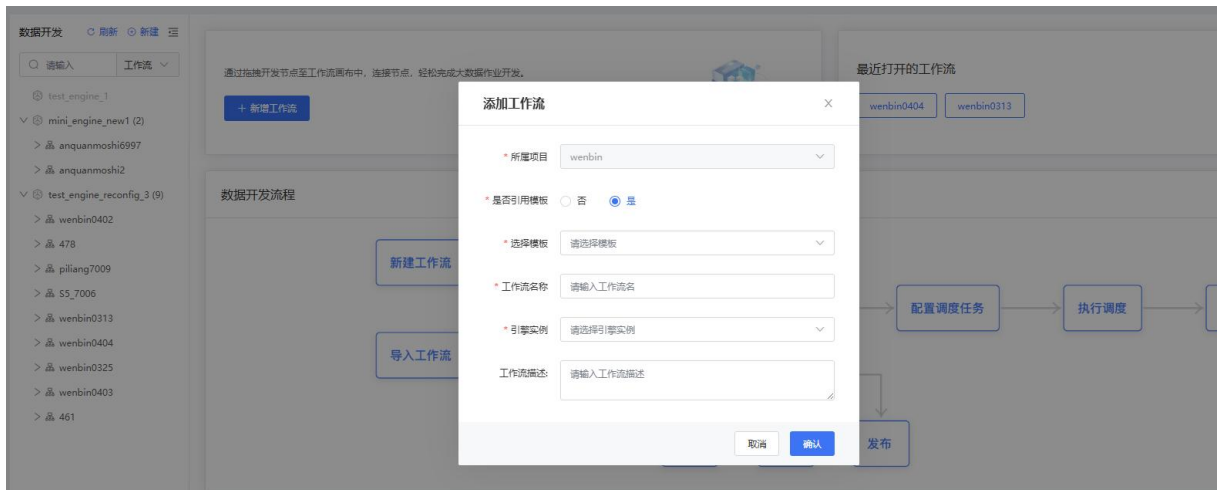 数据开发 刷新 新建
请输入 工作流
test_engine_1
mini_engine_new1 (2)
anquanmoshi6997
anquanmoshi2
test_engine_reconfig_3 (9)
wenbin0402
478
piliang7009
S5_7006
wenbin0313
wenbin0404
wenbin0325
wenbin0403
461
通过拖拽开发节点至工作流画布中，连接节点，轻松完成大数据作业开发。
+ 新增工作流
最近打开的工作流
wenbin0404 wenbin0313
数据开发流程
新建工作流
导入工作流
配置调度任务
执行调度
发布
添加工作流
* 所属项目 wenbin
* 是否引用模板 否 是
* 选择模板 请选择模板
* 工作流名称 请输入工作流名
* 引擎实例 请选择引擎实例
工作流描述: 请输入工作流描述
取消 确认